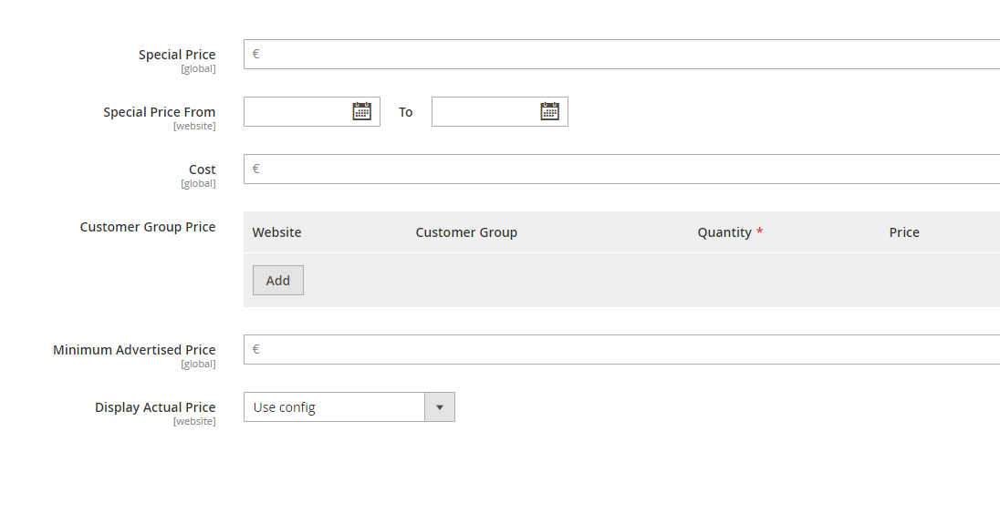 Special Price €
[global]
Special Price From To
[website]
Cost €
[global]
Customer Group Price Website Customer Group Quantity * Price
Add
Minimum Advertised Price €
[global]
Display Actual Price Use config
[website]